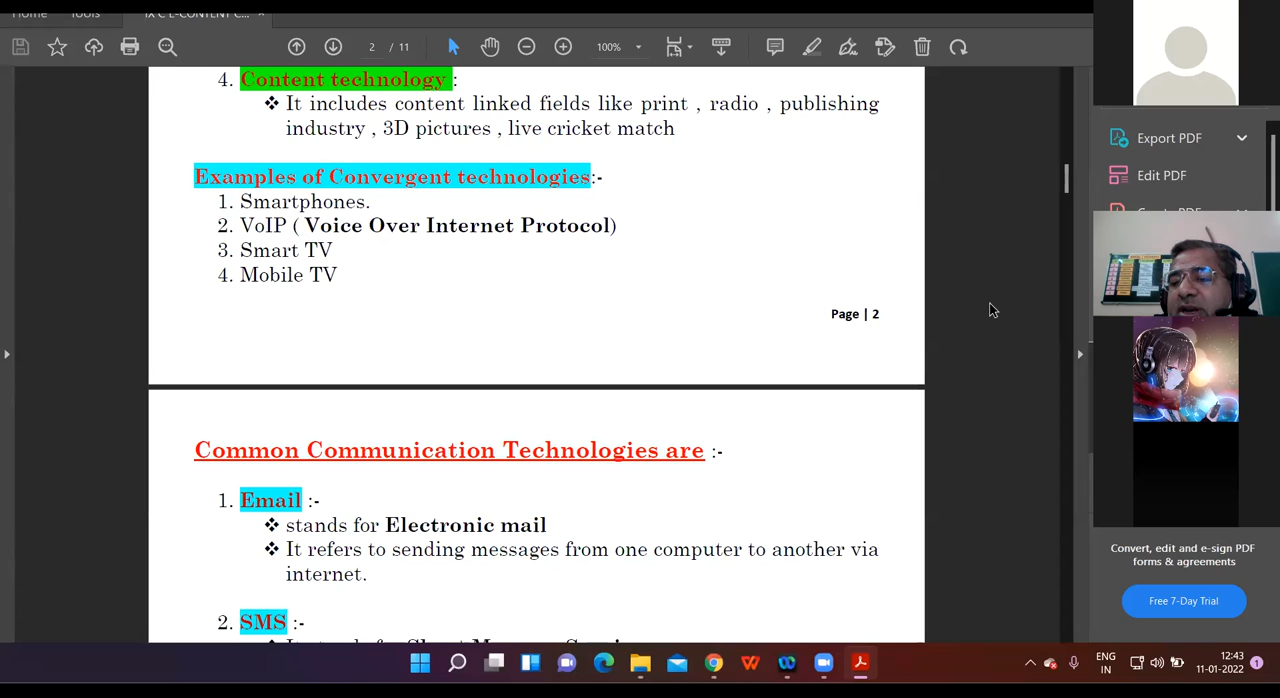 Home Tools IX C E-CONTENT C...
2 / 11 100%
4. Content technology :
❖ It includes content linked fields like print , radio , publishing
industry , 3D pictures , live cricket match
Examples of Convergent technologies:-
1. Smartphones.
2. VoIP ( Voice Over Internet Protocol)
3. Smart TV
4. Mobile TV
Page | 2
Common Communication Technologies are :-
1. Email :-
❖ stands for Electronic mail
❖ It refers to sending messages from one computer to another via
internet.
2. SMS :-
Export PDF
Edit PDF
Convert, edit and e-sign PDF
forms & agreements
Free 7-Day Trial
ENG
IN
12:43
11-01-2022
1